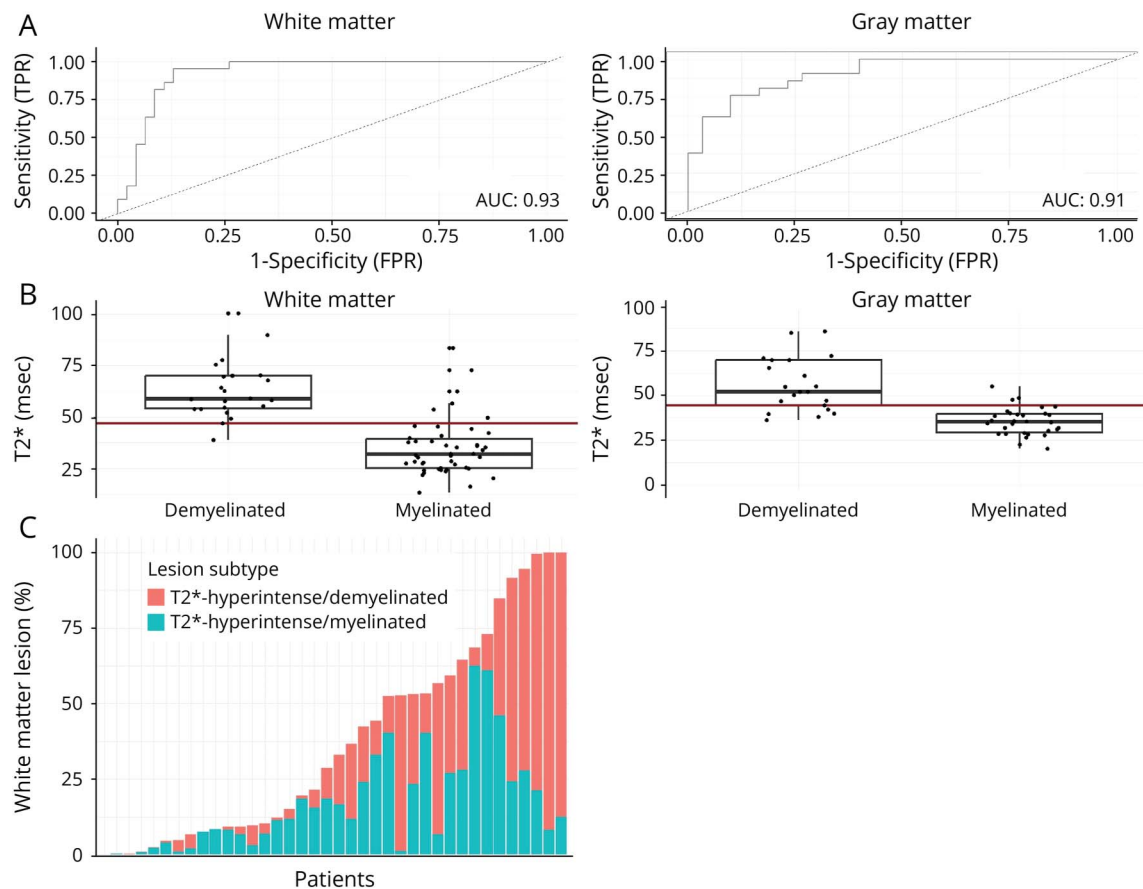 A
White matter
Sensitivity (TPR)
1.00
0.75
0.50
0.25
0.00
AUC: 0.93
0.00 0.25 0.50 0.75 1.00
1-Specificity (FPR)
Gray matter
Sensitivity (TPR)
1.00
0.75
0.50
0.25
0.00
AUC: 0.91
0.00 0.25 0.50 0.75 1.00
1-Specificity (FPR)
B
White matter
T2* (msec)
100
75
50
25
Demyelinated Myelinated
Gray matter
T2* (msec)
100
75
50
25
0
Demyelinated Myelinated
C
White matter lesion (%)
100
75
50
25
0
Lesion subtype
T2*-hyperintense/demyelinated
T2*-hyperintense/myelinated
Patients